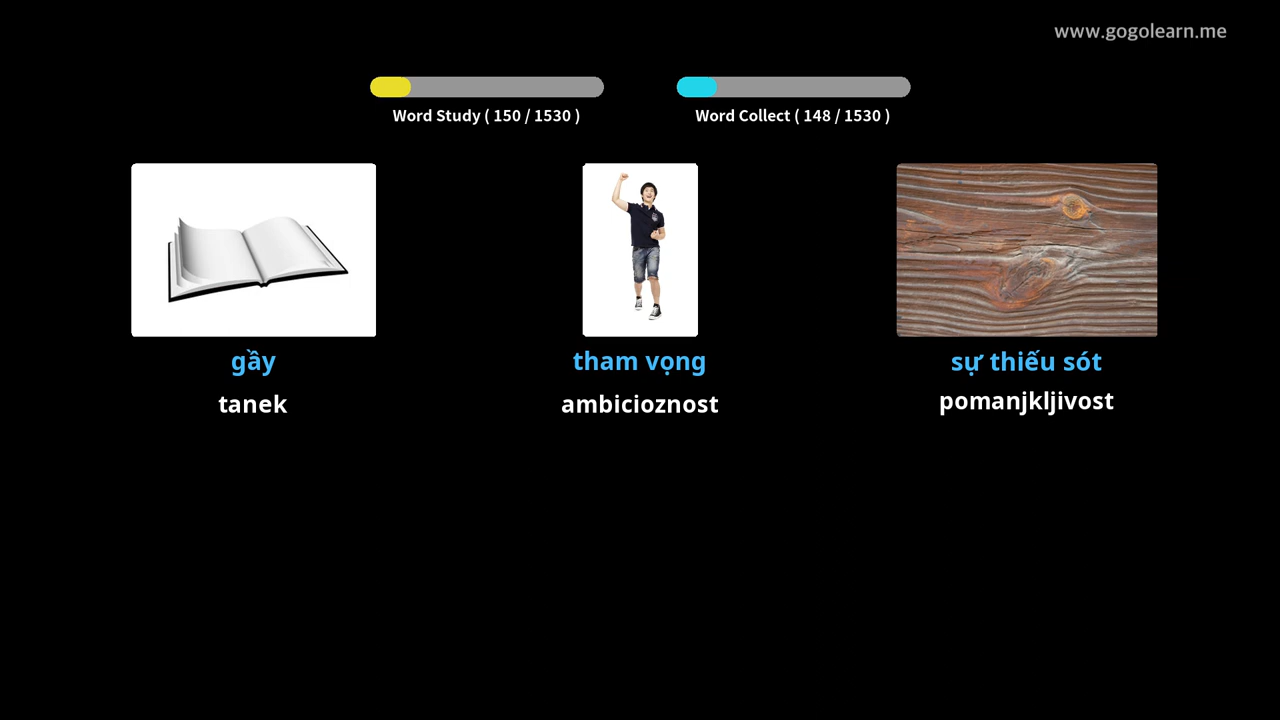 www.gogolearn.me
Word Study ( 150 / 1530 )
Word Collect ( 148 / 1530 )
gầy
tham vọng
sự thiếu sót
tanek
ambicioznost
pomanjkljivost